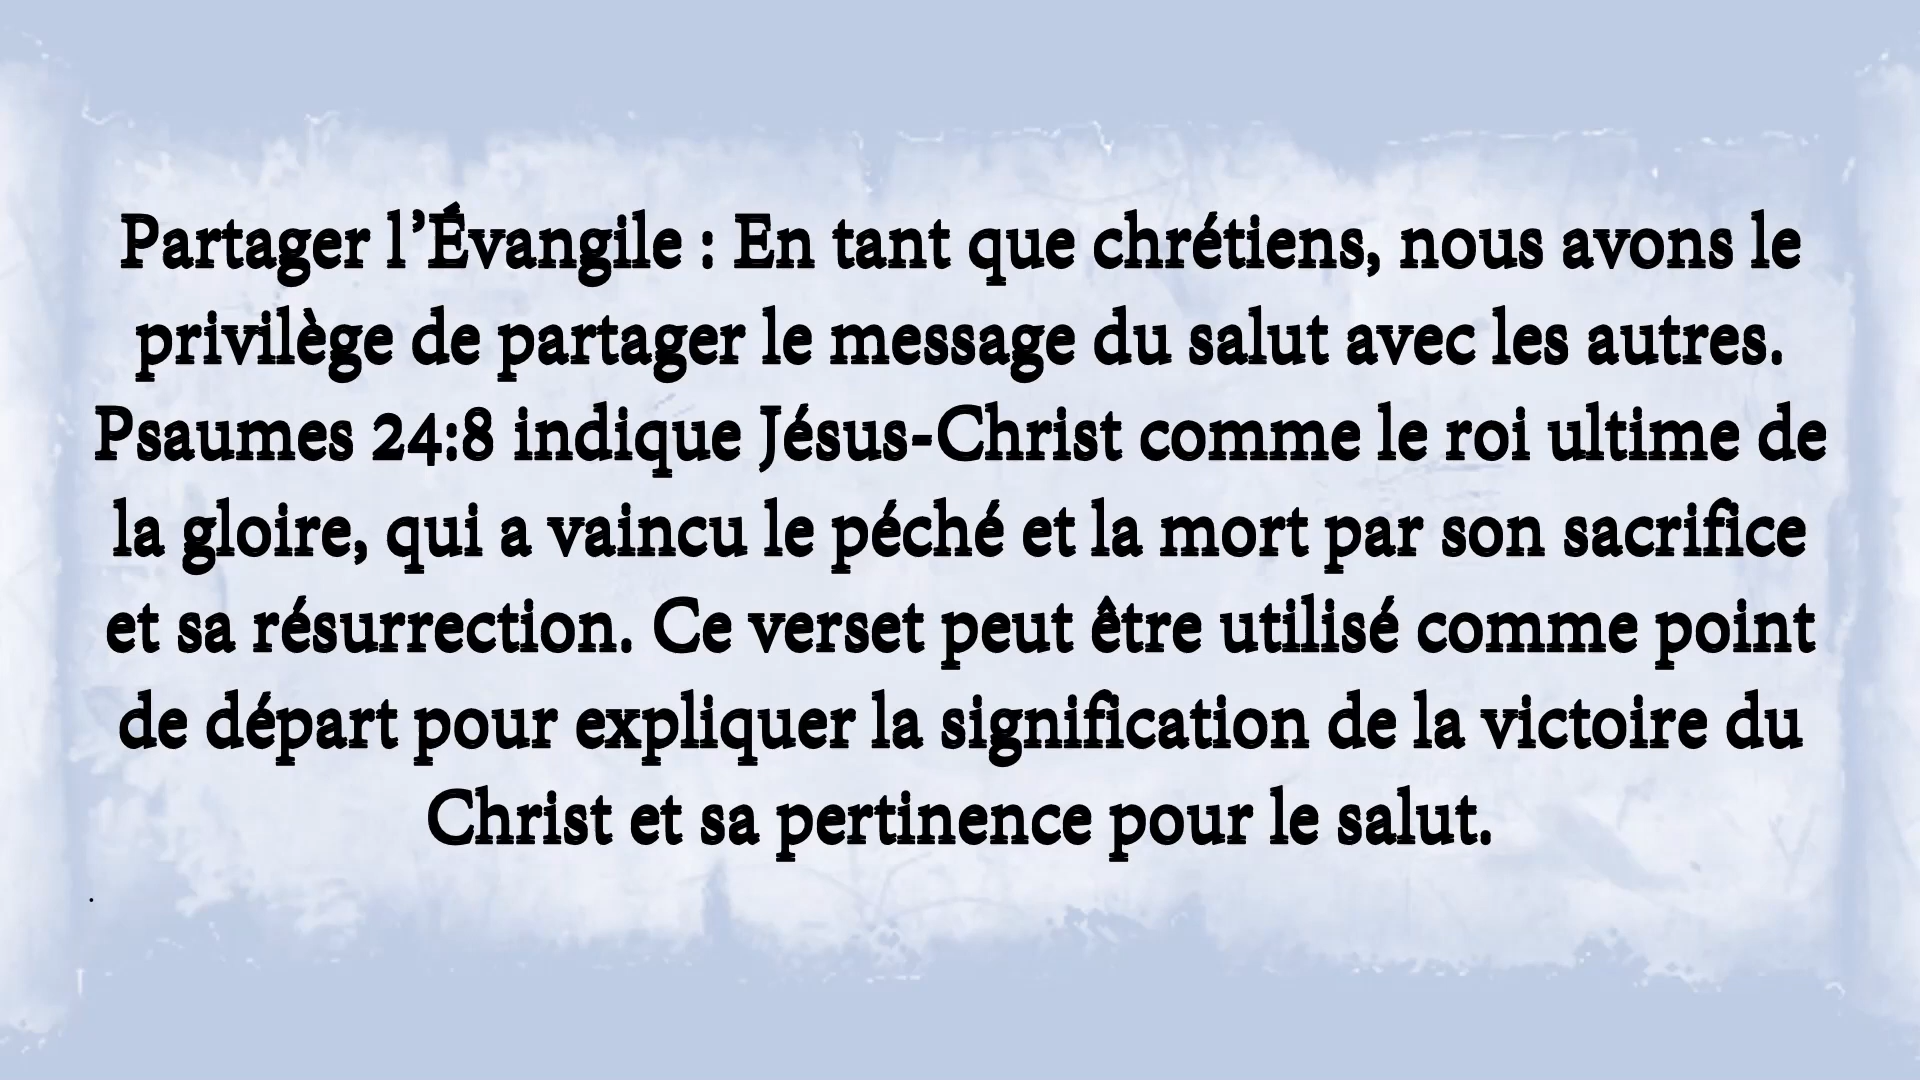 Partager l’Évangile : En tant que chrétiens, nous avons le
privilège de partager le message du salut avec les autres.
Psaumes 24:8 indique Jésus-Christ comme le roi ultime de
la gloire, qui a vaincu le péché et la mort par son sacrifice
et sa résurrection. Ce verset peut être utilisé comme point
de départ pour expliquer la signification de la victoire du
Christ et sa pertinence pour le salut.
.